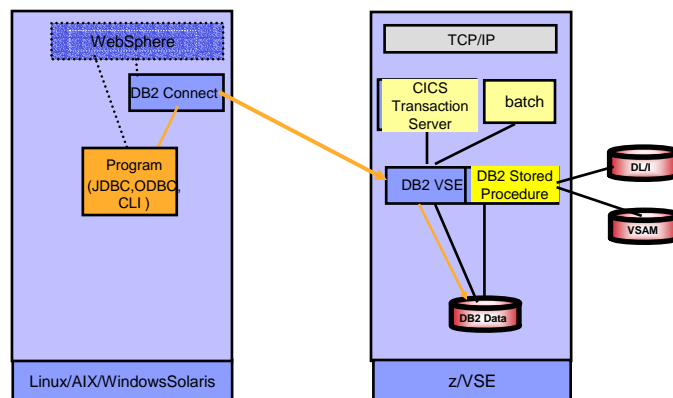 WebSphere
DB2 Connect
Program
(JDBC,ODBC,
CLI )
Linux/AIX/WindowsSolaris
TCP/IP
CICS
Transaction
Server
batch
DB2 VSE
DB2 Stored
Procedure
DL/I
VSAM
DB2 Data
z/VSE